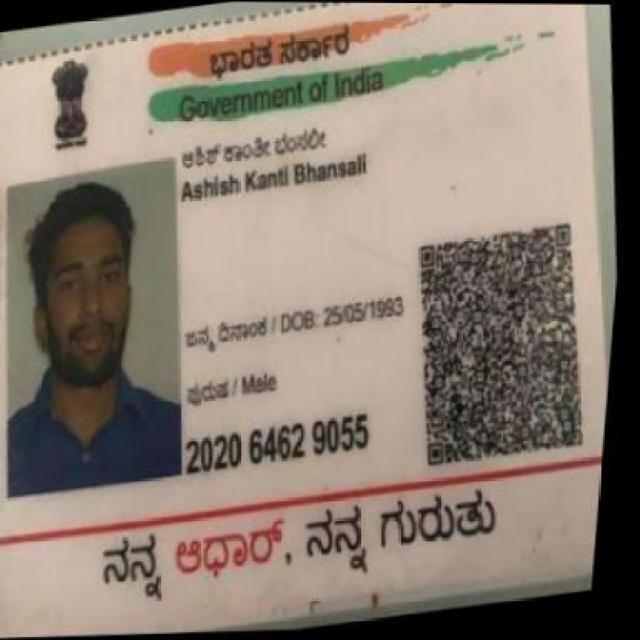 ಭಾರತ ಸರ್ಕಾರ
Government of India
ಆಶಿಶ್ ಕಾಂತೀ ಭಂಸಲೀ
Ashish Kanti Bhansali
ಜನ್ಮ ದಿನಾಂಕ / DOB: 25/05/1993
ಪುರುಷ / Male
2020 6462 9055
ನನ್ನ ಆಧಾರ್, ನನ್ನ ಗುರುತು